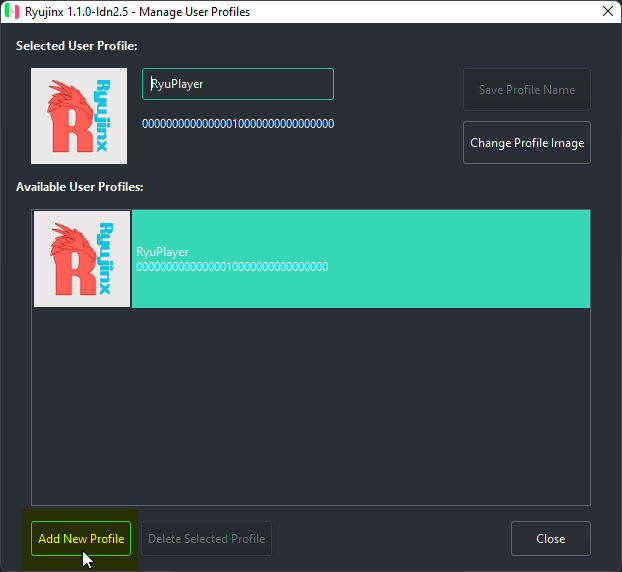 Ryujinx 1.1.0-ldn2.5 - Manage User Profiles
Selected User Profile:
Ryujinx
R
RyuPlayer
00000000000000010000000000000000
Save Profile Name
Change Profile Image
Available User Profiles:
Ryujinx
R
RyuPlayer
00000000000000010000000000000000
Add New Profile
Delete Selected Profile
Close